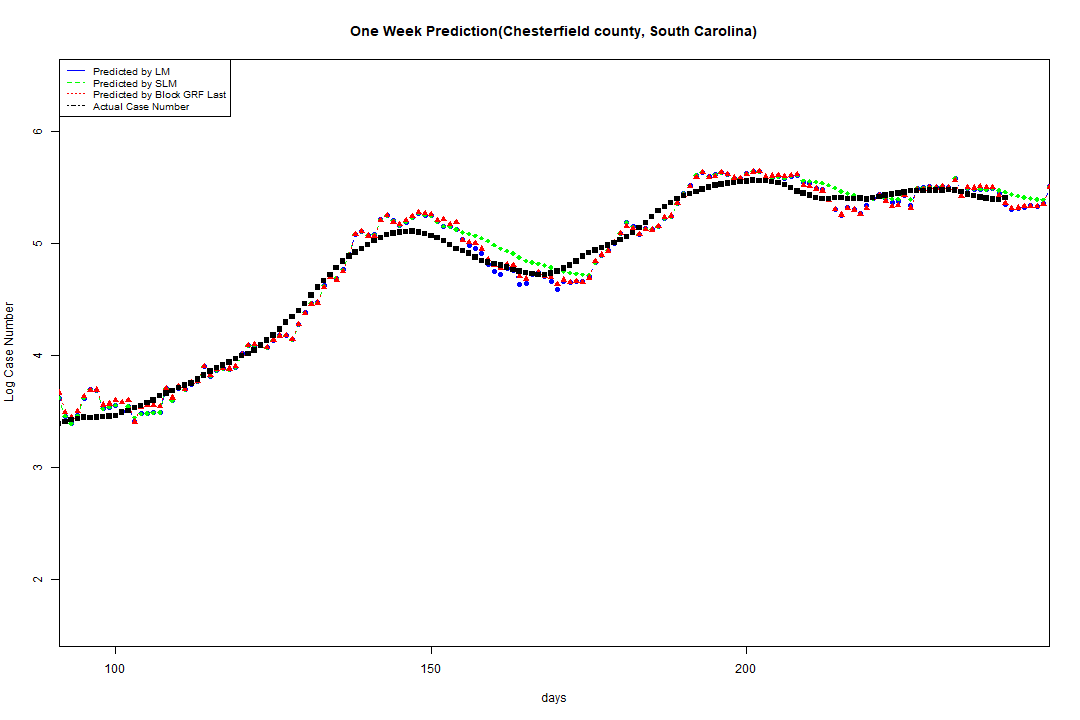 One Week Prediction(Chesterfield county, South Carolina)
Predicted by LM
Predicted by SLM
Predicted by Block GRF Last
Actual Case Number
6
5
4
3
2
Log Case Number
100 150 200
days